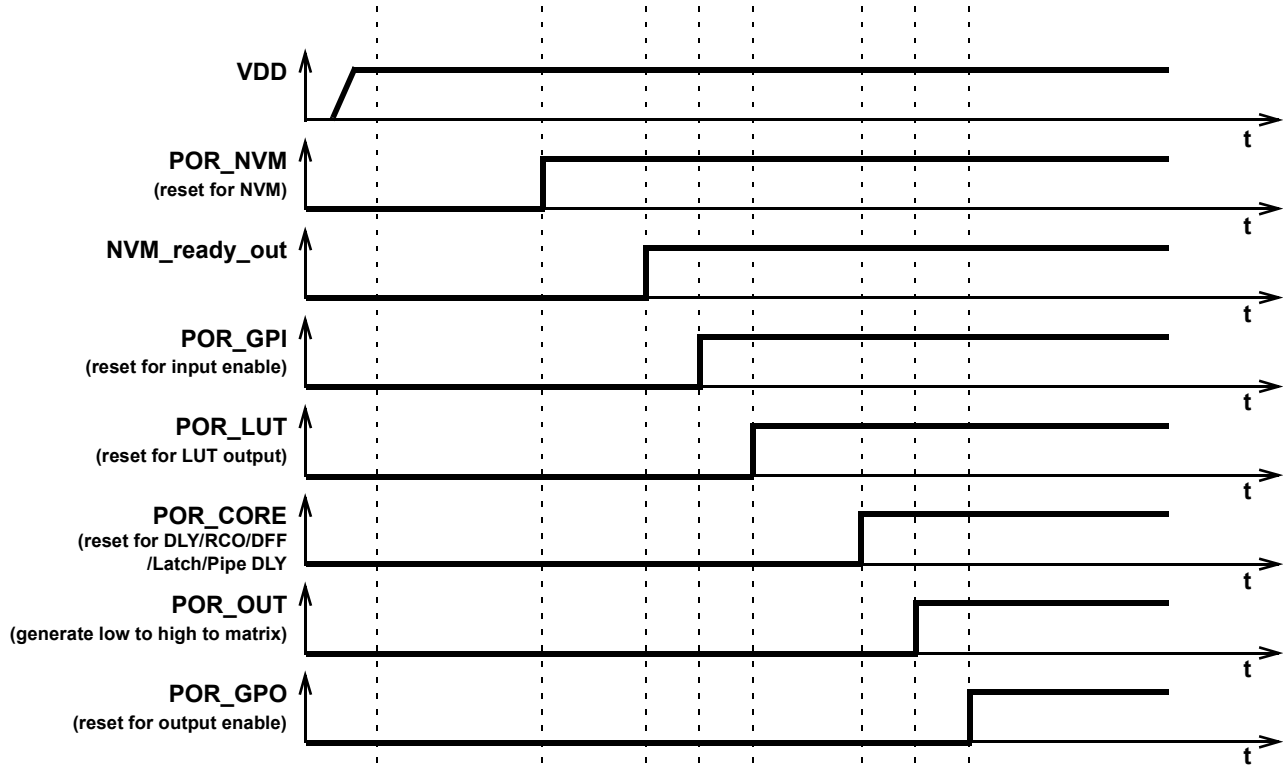 VDD
t
POR_NVM
(reset for NVM)
t
NVM_ready_out
t
POR_GPI
(reset for input enable)
t
POR_LUT
(reset for LUT output)
t
POR_CORE
(reset for DLY/RCO/DFF
/Latch/Pipe DLY
t
POR_OUT
(generate low to high to matrix)
t
POR_GPO
(reset for output enable)
t